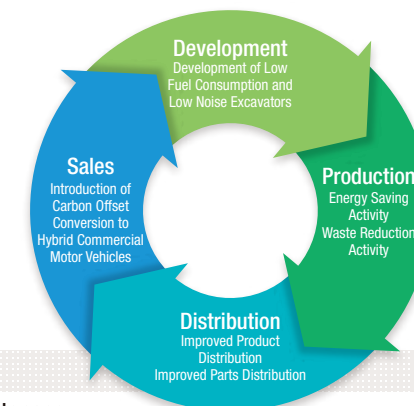 Development
Development of Low
Fuel Consumption and
Low Noise Excavators
Production
Energy Saving
Activity
Waste Reduction
Activity
Distribution
Improved Product
Distribution
Improved Parts Distribution
Sales
Introduction of
Carbon Offset
Conversion to
Hybrid Commercial
Motor Vehicles